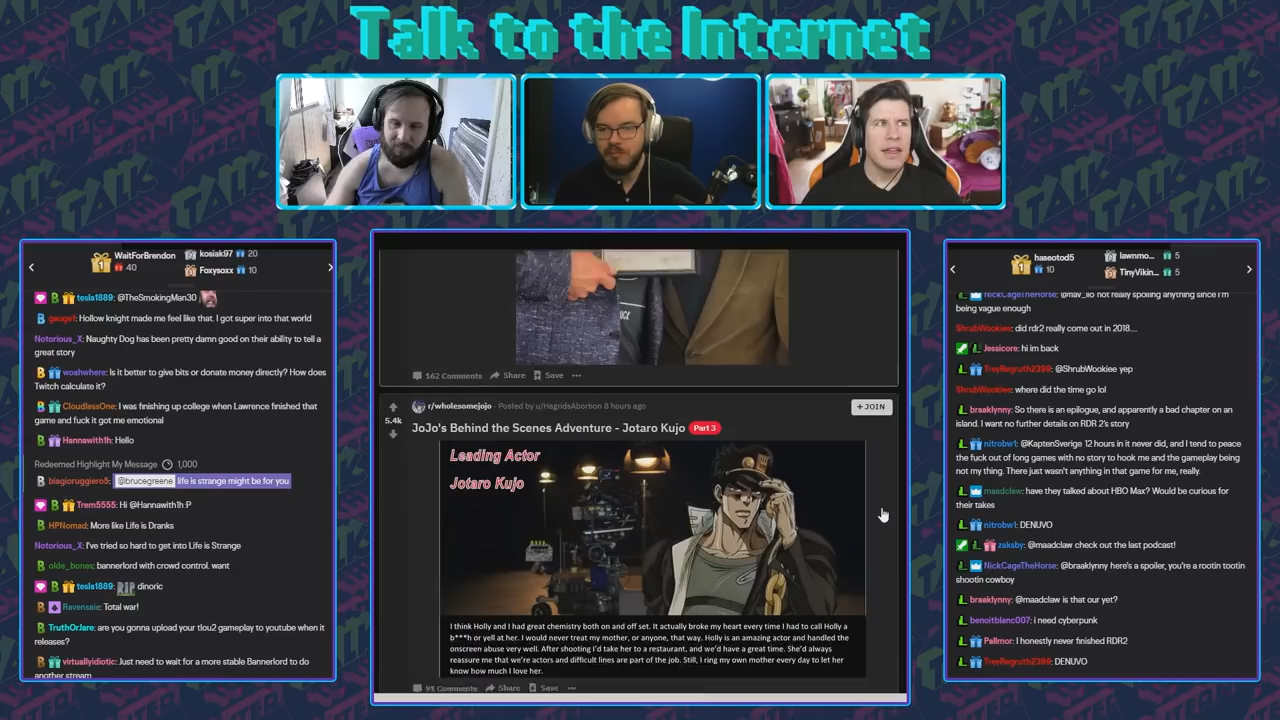 Talk to the Internet
WaitForBrendon
40
kosiak97 20
Foxysoxx 10
tesla1889: @TheSmokingMan30
gauge1: Hollow knight made me feel like that. I got super into that
world
Notorious_X: Naughty Dog has been pretty damn good on their ability to tell a
great story
woahwhere: Is it better to give bits or donate money directly? How does
Twitch calculate it?
CloudlessOne: I was finishing up college when Lawrence finished that
game and fuck it got me emotional
Hannawith1h: Hello
Redeemed Highlight My Message 1,000
biagioruggiero5: @brucegreene life is strange might be for you
Trem5555: Hi @Hannawith1h :P
HPNomad: More like Life is Dranks
Notorious_X: I've tried so hard to get into Life is Strange
olde_bones: bannerlord with crowd control. want
tesla1889: RIP dinoric
Ravensaie: Total war!
TruthOrJare: are you gonna upload your tlou2 gameplay to youtube when it
releases?
virtuallyidiotic: Just need to wait for a more stable Bannerlord to do
another stream
162 Comments Share Save
5.4k
r/wholesomejojo · Posted by u/HagridsAbortion 8 hours ago
+ JOIN
JoJo's Behind the Scenes Adventure - Jotaro Kujo Part 3
Leading Actor
Jotaro Kujo
I think Holly and I had great chemistry both on and off set. It actually broke my heart every time I had to call Holly a
b***h or yell at her. I would never treat my mother, or anyone, that way. Holly is an amazing actor and handled the
onscreen abuse very well. After shooting I'd take her to a restaurant, and we'd have a great time. She'd always
reassure me that we're actors and difficult lines are part of the job. Still, I ring my own mother every day to let her
know how much I love her.
91 Comments Share Save
haseotod5
10
lawnmo... 5
TinyVikin... 5
NickCageTheHorse: @nav_iio not really spoiling anything since I'm
being vague enough
ShrubWookiee: did rdr2 really come out in 2018....
Jessicore: hi im back
TreyRegruth2399: @ShrubWookiee yep
ShrubWookiee: where did the time go lol
braaklynny: So there is an epilogue, and apparently a bad chapter on an
island. I want no further details on RDR 2's story
nitrobw1: @KaptenSverige 12 hours in it never did, and I tend to peace
the fuck out of long games with no story to hook me and the gameplay being
not my thing. There just wasn't anything in that game for me, really.
maadclaw: have they talked about HBO Max? Would be curious for
their takes
nitrobw1: DENUVO
zaksby: @maadclaw check out the last podcast!
NickCageTheHorse: @braaklynny here's a spoiler, you're a rootin tootin
shootin cowboy
braaklynny: @maadclaw is that our yet?
benoitblanc007: i need cyberpunk
Pallmor: I honestly never finished RDR2
TreyRegruth2399: DENUVO